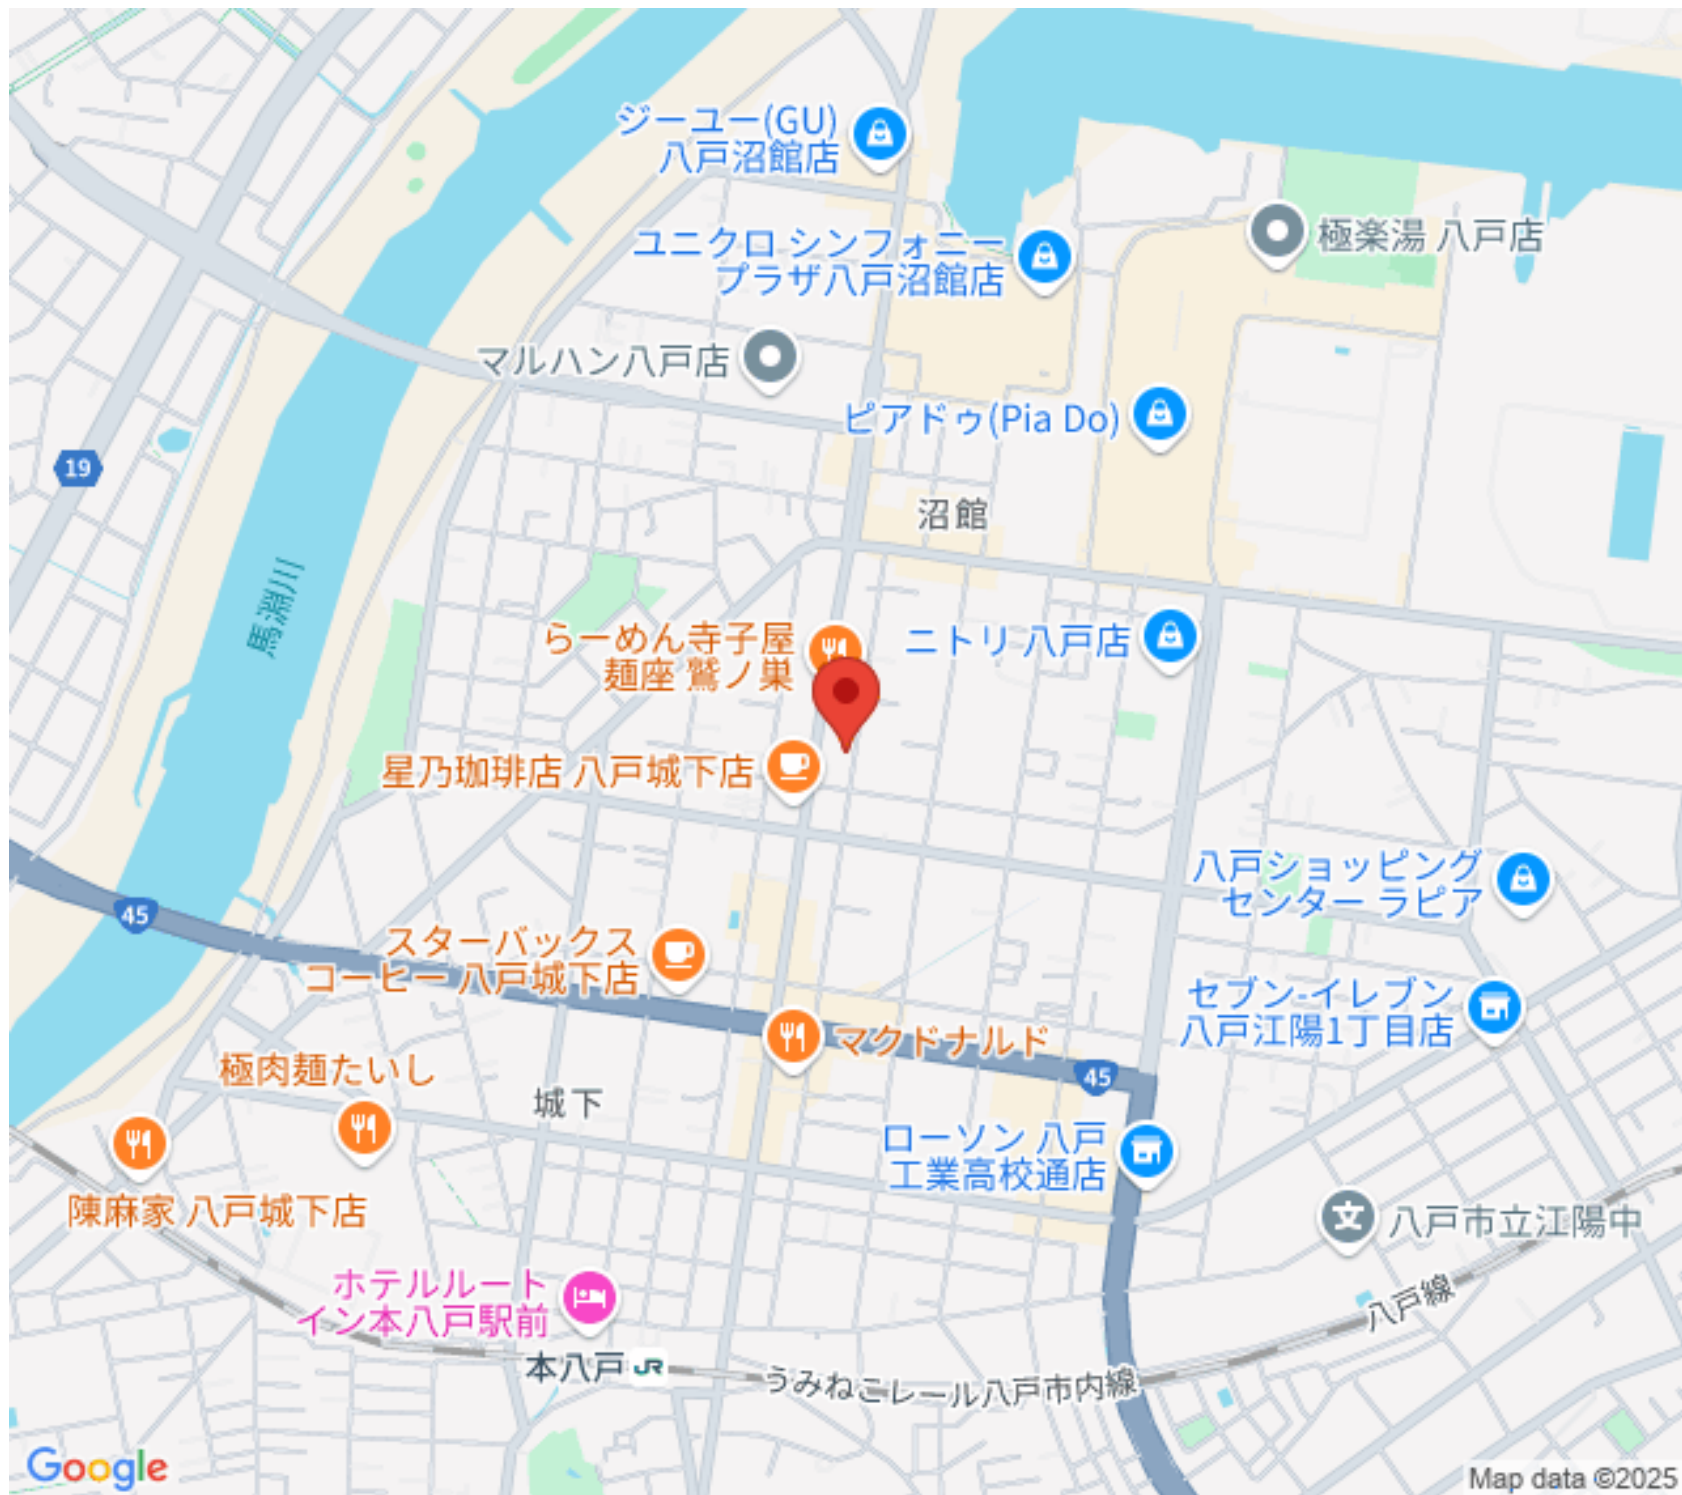 ジーユー(GU)
八戸沼館店
ユニクロ シンフォニー
プラザ八戸沼館店
極楽湯 八戸店
マルハン八戸店
ピアドゥ(Pia Do)
19
沼館
馬淵川
らーめん寺子屋
麺座 鷲ノ巣
ニトリ 八戸店
星乃珈琲店 八戸城下店
八戸ショッピング
センター ラピア
45
スターバックス
コーヒー 八戸城下店
セブン-イレブン
八戸江陽1丁目店
マクドナルド
極肉麺たいし
45
城下
ローソン 八戸
工業高校通店
陳麻家 八戸城下店
八戸市立江陽中
ホテルルート
イン本八戸駅前
八戸線
本八戸 JR
うみねこレール八戸市内線
Google
Map data ©2025